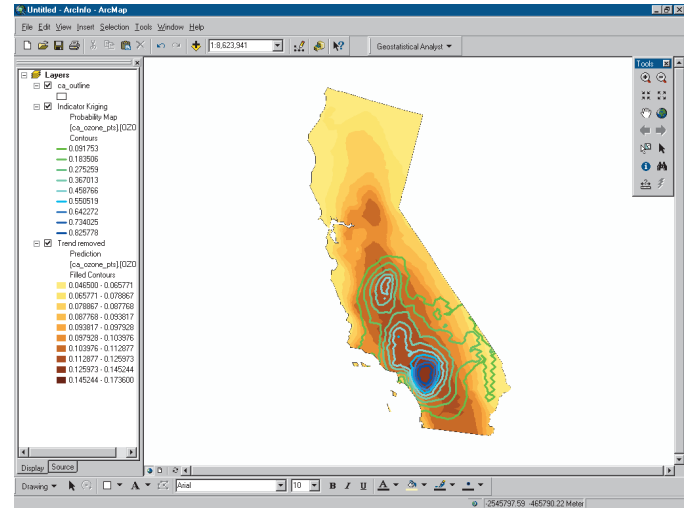 Untitled - ArcInfo - ArcMap
File Edit View Insert Selection Tools Window Help
1:8,623,941
Geostatistical Analyst
Layers
ca_outline
Indicator Kriging
Probability Map
[ca_ozone_pts].[OZO
Contours
0.091753
0.183506
0.275259
0.367013
0.458766
0.550519
0.642272
0.734025
0.825778
Trend removed
Prediction
[ca_ozone_pts].[OZO
Filled Contours
0.046500 - 0.065771
0.065771 - 0.078867
0.078867 - 0.087768
0.087768 - 0.093817
0.093817 - 0.097928
0.097928 - 0.103976
0.103976 - 0.112877
0.112877 - 0.125973
0.125973 - 0.145244
0.145244 - 0.173600
Tools
Display Source
Drawing
A
Arial
10
B I U A
-2545797.59 -465790.22 Meter